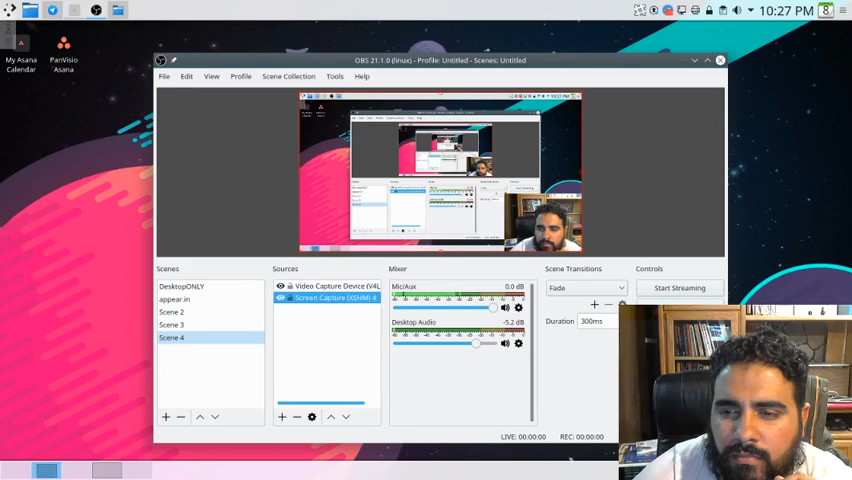 10:27 PM
8
My Asana
Calendar
PanVisio
Asana
OBS 21.1.0 (linux) - Profile: Untitled - Scenes: Untitled
File Edit View Profile Scene Collection Tools Help
Scenes Sources Mixer Scene Transitions Controls
DesktopONLY
appear.in
Scene 2
Scene 3
Scene 4
Video Capture Device (V4L
Screen Capture (XSHM) 4
Mic/Aux 0.0 dB
Desktop Audio -5.2 dB
Fade
Duration 300ms
Start Streaming
LIVE: 00:00:00 REC: 00:00:00